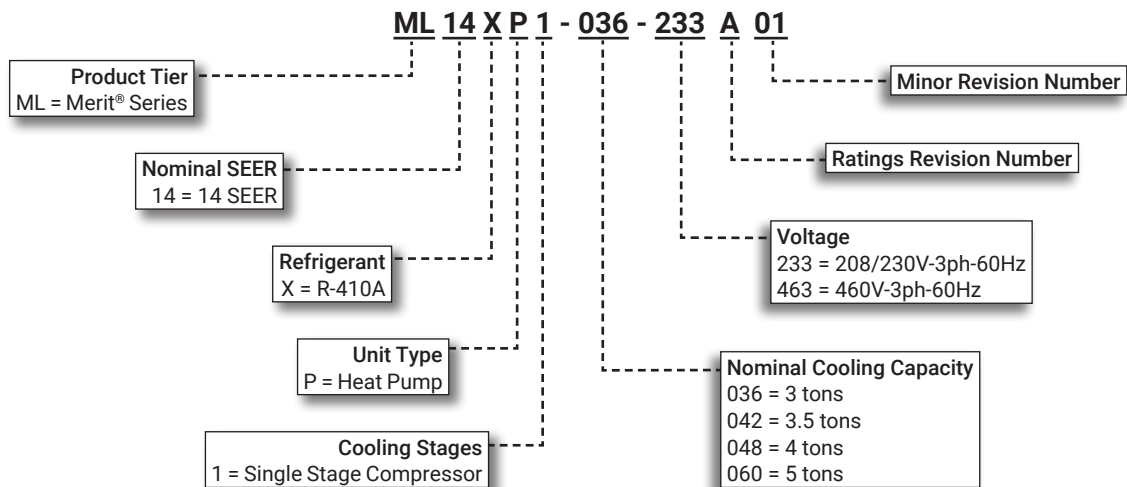 ML 14 X P 1 - 036 - 233 A 01
Product Tier
ML = Merit® Series
Minor Revision Number
Nominal SEER
14 = 14 SEER
Ratings Revision Number
Refrigerant
X = R-410A
Voltage
233 = 208/230V-3ph-60Hz
463 = 460V-3ph-60Hz
Unit Type
P = Heat Pump
Nominal Cooling Capacity
036 = 3 tons
042 = 3.5 tons
048 = 4 tons
060 = 5 tons
Cooling Stages
1 = Single Stage Compressor